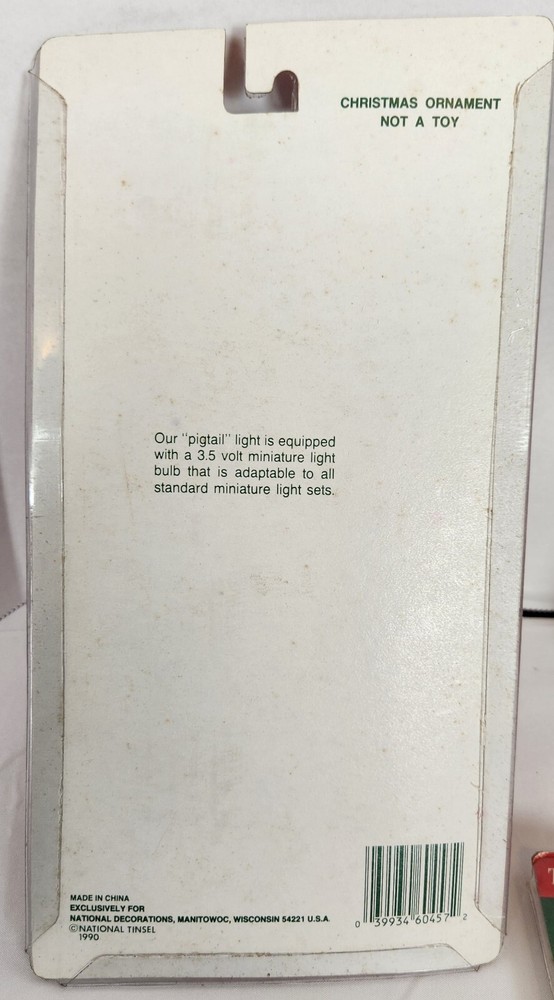 CHRISTMAS ORNAMENT
NOT A TOY
Our "pigtail" light is equipped
with a 3.5 volt miniature light
bulb that is adaptable to all
standard miniature light sets.
MADE IN CHINA
EXCLUSIVELY FOR
NATIONAL DECORATIONS, MANITOWOC, WISCONSIN 54221 U.S.A.
©NATIONAL TINSEL
1990
0 39934 60457 2
T